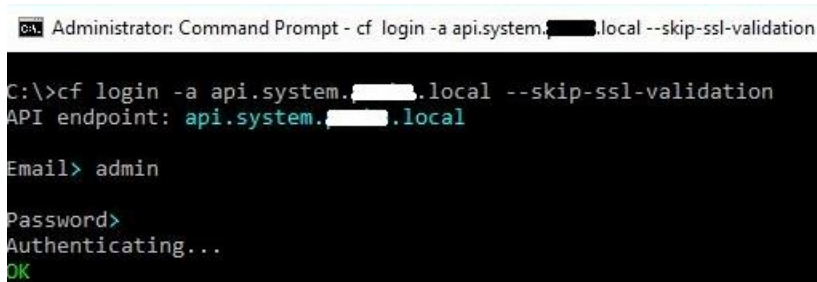 Administrator: Command Prompt - cf login -a api.system. .local --skip-ssl-validation
C:\>cf login -a api.system. .local --skip-ssl-validation
API endpoint: api.system. .local
Email> admin
Password>
Authenticating...
OK